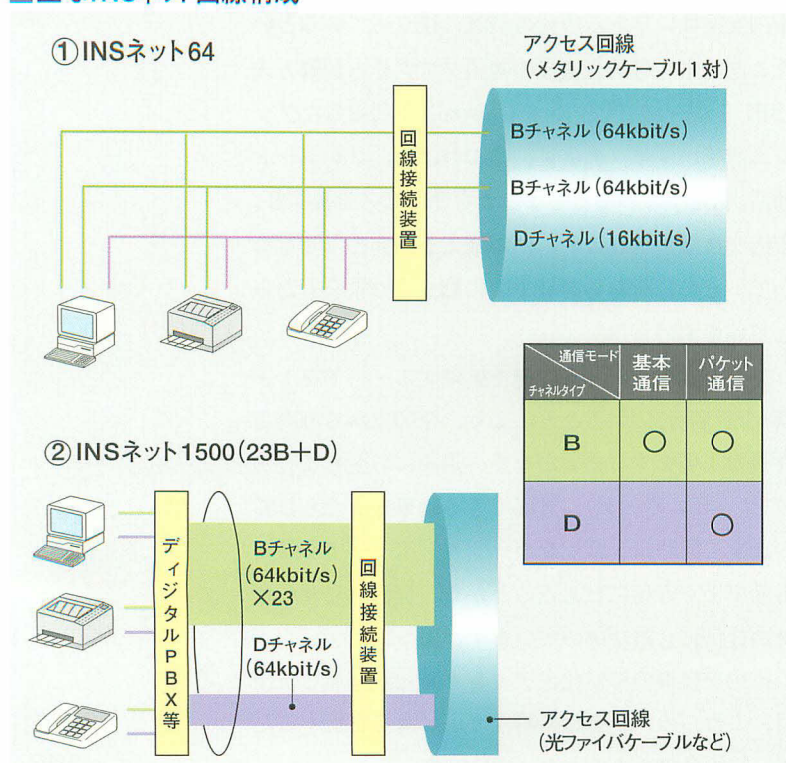 ①INSネット64
アクセス回線
（メタリックケーブル1対）
回線接続装置
Bチャネル（64kbit/s）
Bチャネル（64kbit/s）
Dチャネル（16kbit/s）
通信モード
チャネルタイプ
基本通信
パケット通信
B ○ ○
D ○
②INSネット1500（23B＋D）
ディジタルPBX等
Bチャネル
（64kbit/s）
×23
Dチャネル
（64kbit/s）
回線接続装置
アクセス回線
（光ファイバケーブルなど）